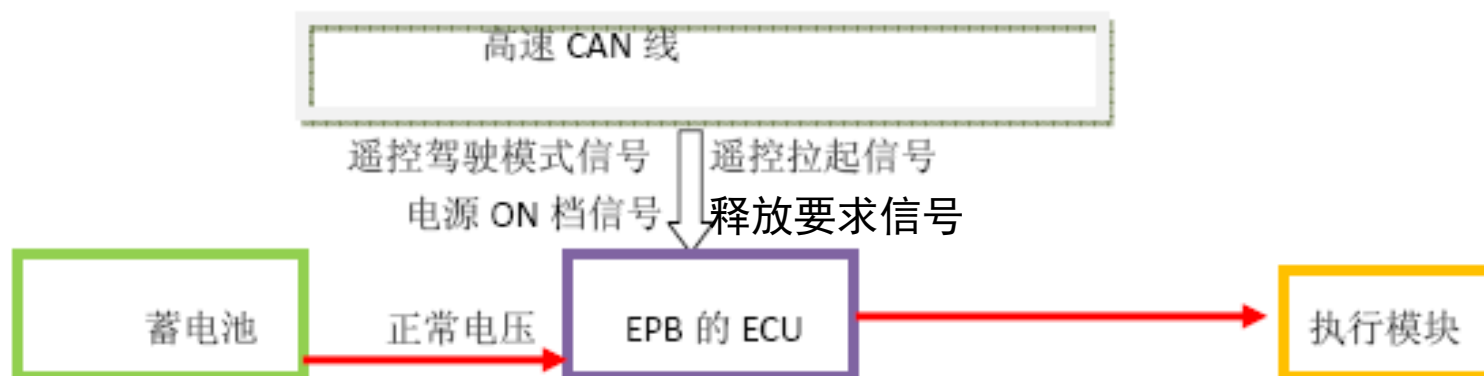 高速 CAN 线
遥控驾驶模式信号 遥控拉起信号
电源 ON 档信号 释放要求信号
蓄电池 正常电压 EPB 的 ECU 执行模块